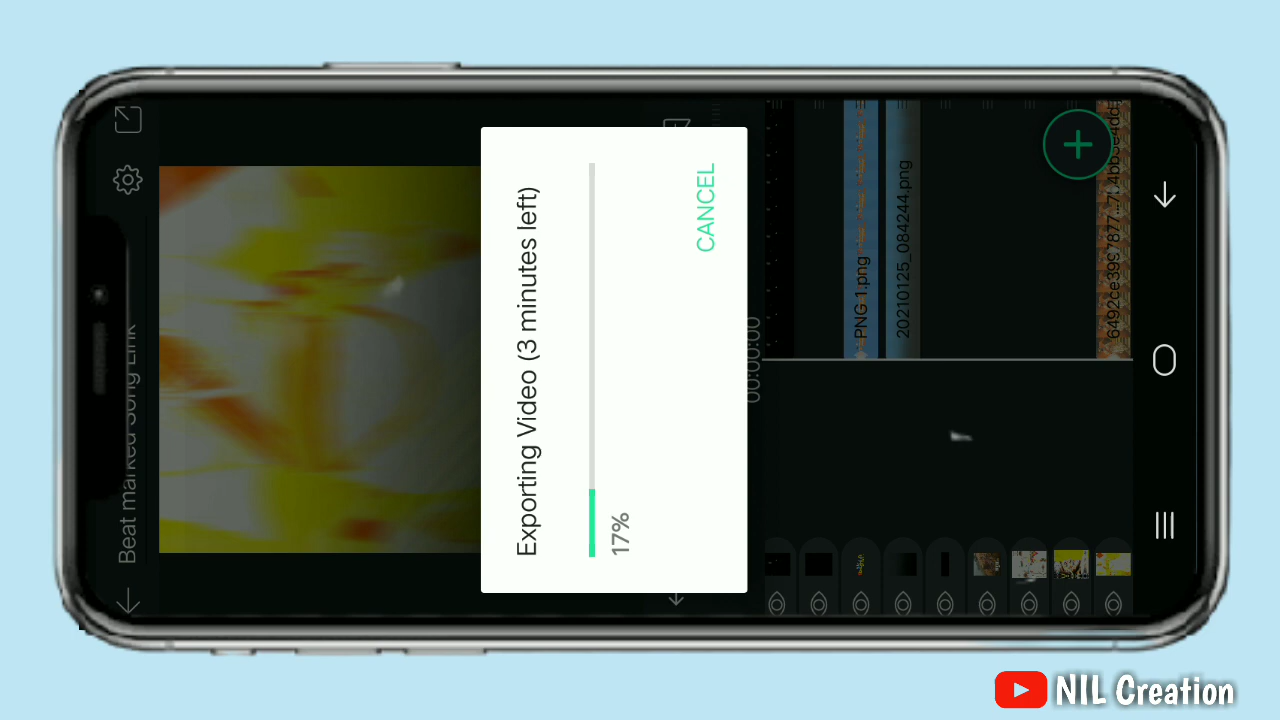 Beat marked Song Link
Exporting Video (3 minutes left)
17%
CANCEL
00:00:00
PNG 1.png
20210125_084244.png
NIL Creation